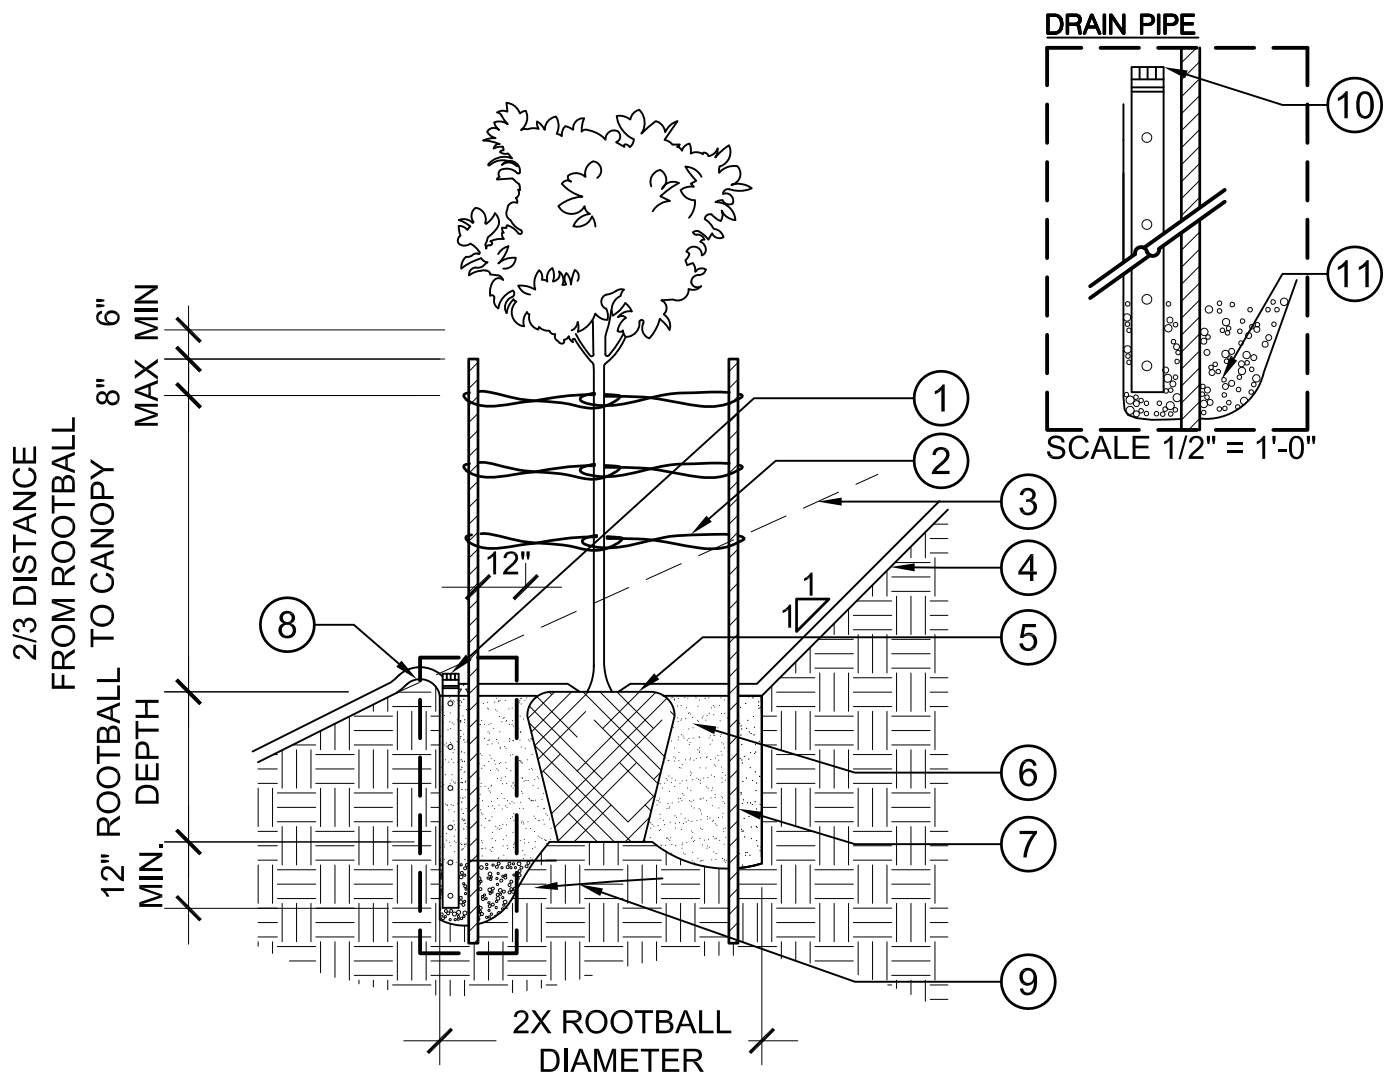 DRAIN PIPE
10
11
SCALE 1/2" = 1'-0"
6"
MIN
8"
MAX
2/3 DISTANCE
FROM ROOTBALL
TO CANOPY
ROOTBALL
DEPTH
12"
MIN.
12"
1
1
1
2
3
4
5
6
7
8
9
2X ROOTBALL
DIAMETER